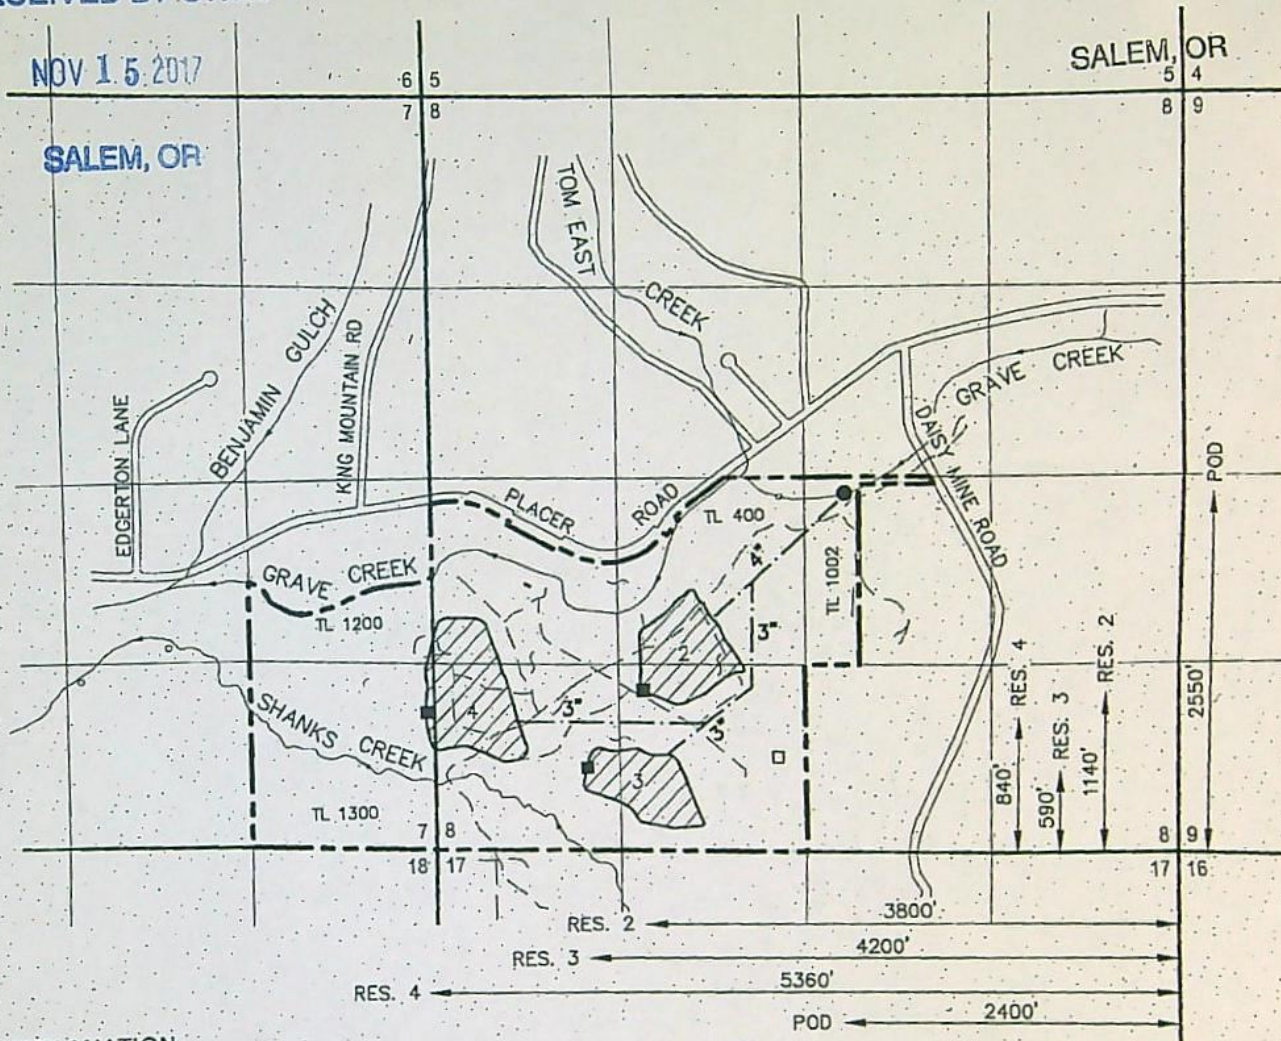 NOV 15 2017
SALEM, OR
SALEM, OR
6 5
7 8
5 4
8 9
TOM EAST CREEK
BENJAMIN GULCH
KING MOUNTAIN RD
EDGERTON LANE
GRAVE CREEK
DAISY MINE ROAD
PLACER ROAD
TL 400
TL 1002
4"
3"
GRAVE CREEK
TL 1200
2
4
3"
3"
3
SHANKS CREEK
TL 1300
7 8
18 17
8 9
17 16
840' RES. 4
590' RES. 3
1140' RES. 2
2550' POD
RES. 2 3800'
RES. 3 4200'
RES. 4 5360'
POD 2400'